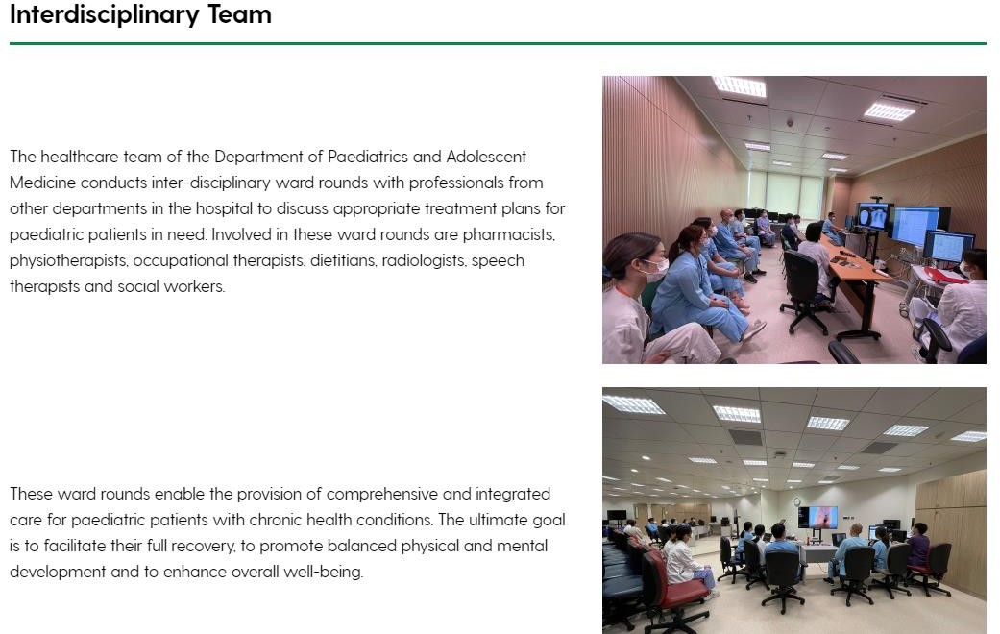 Interdisciplinary Team
The healthcare team of the Department of Paediatrics and Adolescent
Medicine conducts inter-disciplinary ward rounds with professionals from
other departments in the hospital to discuss appropriate treatment plans for
paediatric patients in need. Involved in these ward rounds are pharmacists,
physiotherapists, occupational therapists, dietitians, radiologists, speech
therapists and social workers.
These ward rounds enable the provision of comprehensive and integrated
care for paediatric patients with chronic health conditions. The ultimate goal
is to facilitate their full recovery, to promote balanced physical and mental
development and to enhance overall well-being.